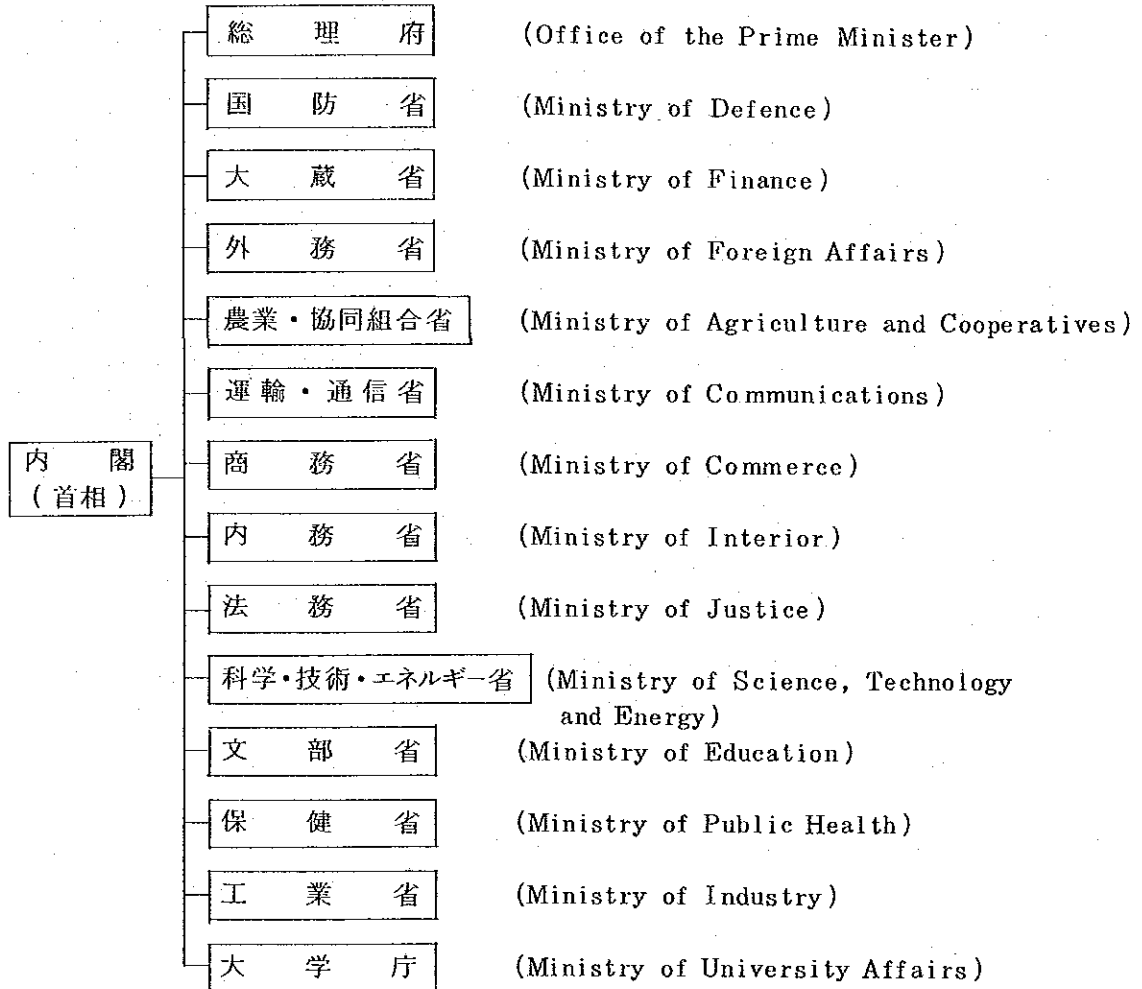 総理府 (Office of the Prime Minister)
国防省 (Ministry of Defence)
大蔵省 (Ministry of Finance)
外務省 (Ministry of Foreign Affairs)
農業・協同組合省 (Ministry of Agriculture and Cooperatives)
運輸・通信省 (Ministry of Communications)
内閣
(首相)
商務省 (Ministry of Commerce)
内務省 (Ministry of Interior)
法務省 (Ministry of Justice)
科学・技術・エネルギー省 (Ministry of Science, Technology
and Energy)
文部省 (Ministry of Education)
保健省 (Ministry of Public Health)
工業省 (Ministry of Industry)
大学庁 (Ministry of University Affairs)